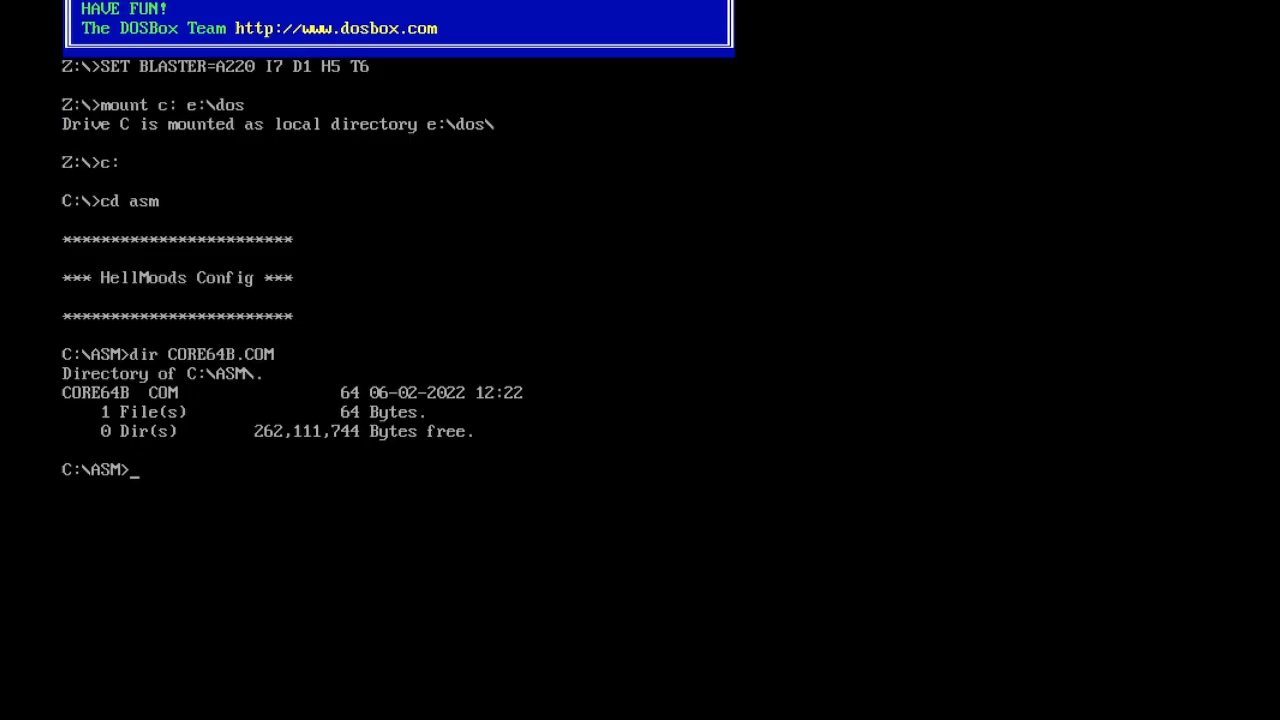 HAVE FUN!
The DOSBox Team http://www.dosbox.com
Z:\>SET BLASTER=A220 I7 D1 H5 T6
Z:\>mount c: e:\dos
Drive C is mounted as local directory e:\dos\
Z:\>c:
C:\>cd asm
************************
*** HellMoods Config ***
************************
C:\ASM>dir CORE64B.COM
Directory of C:\ASM\.
CORE64B  COM                 64 06-02-2022 12:22
    1 File(s)                64 Bytes.
    0 Dir(s)        262,111,744 Bytes free.
C:\ASM>_